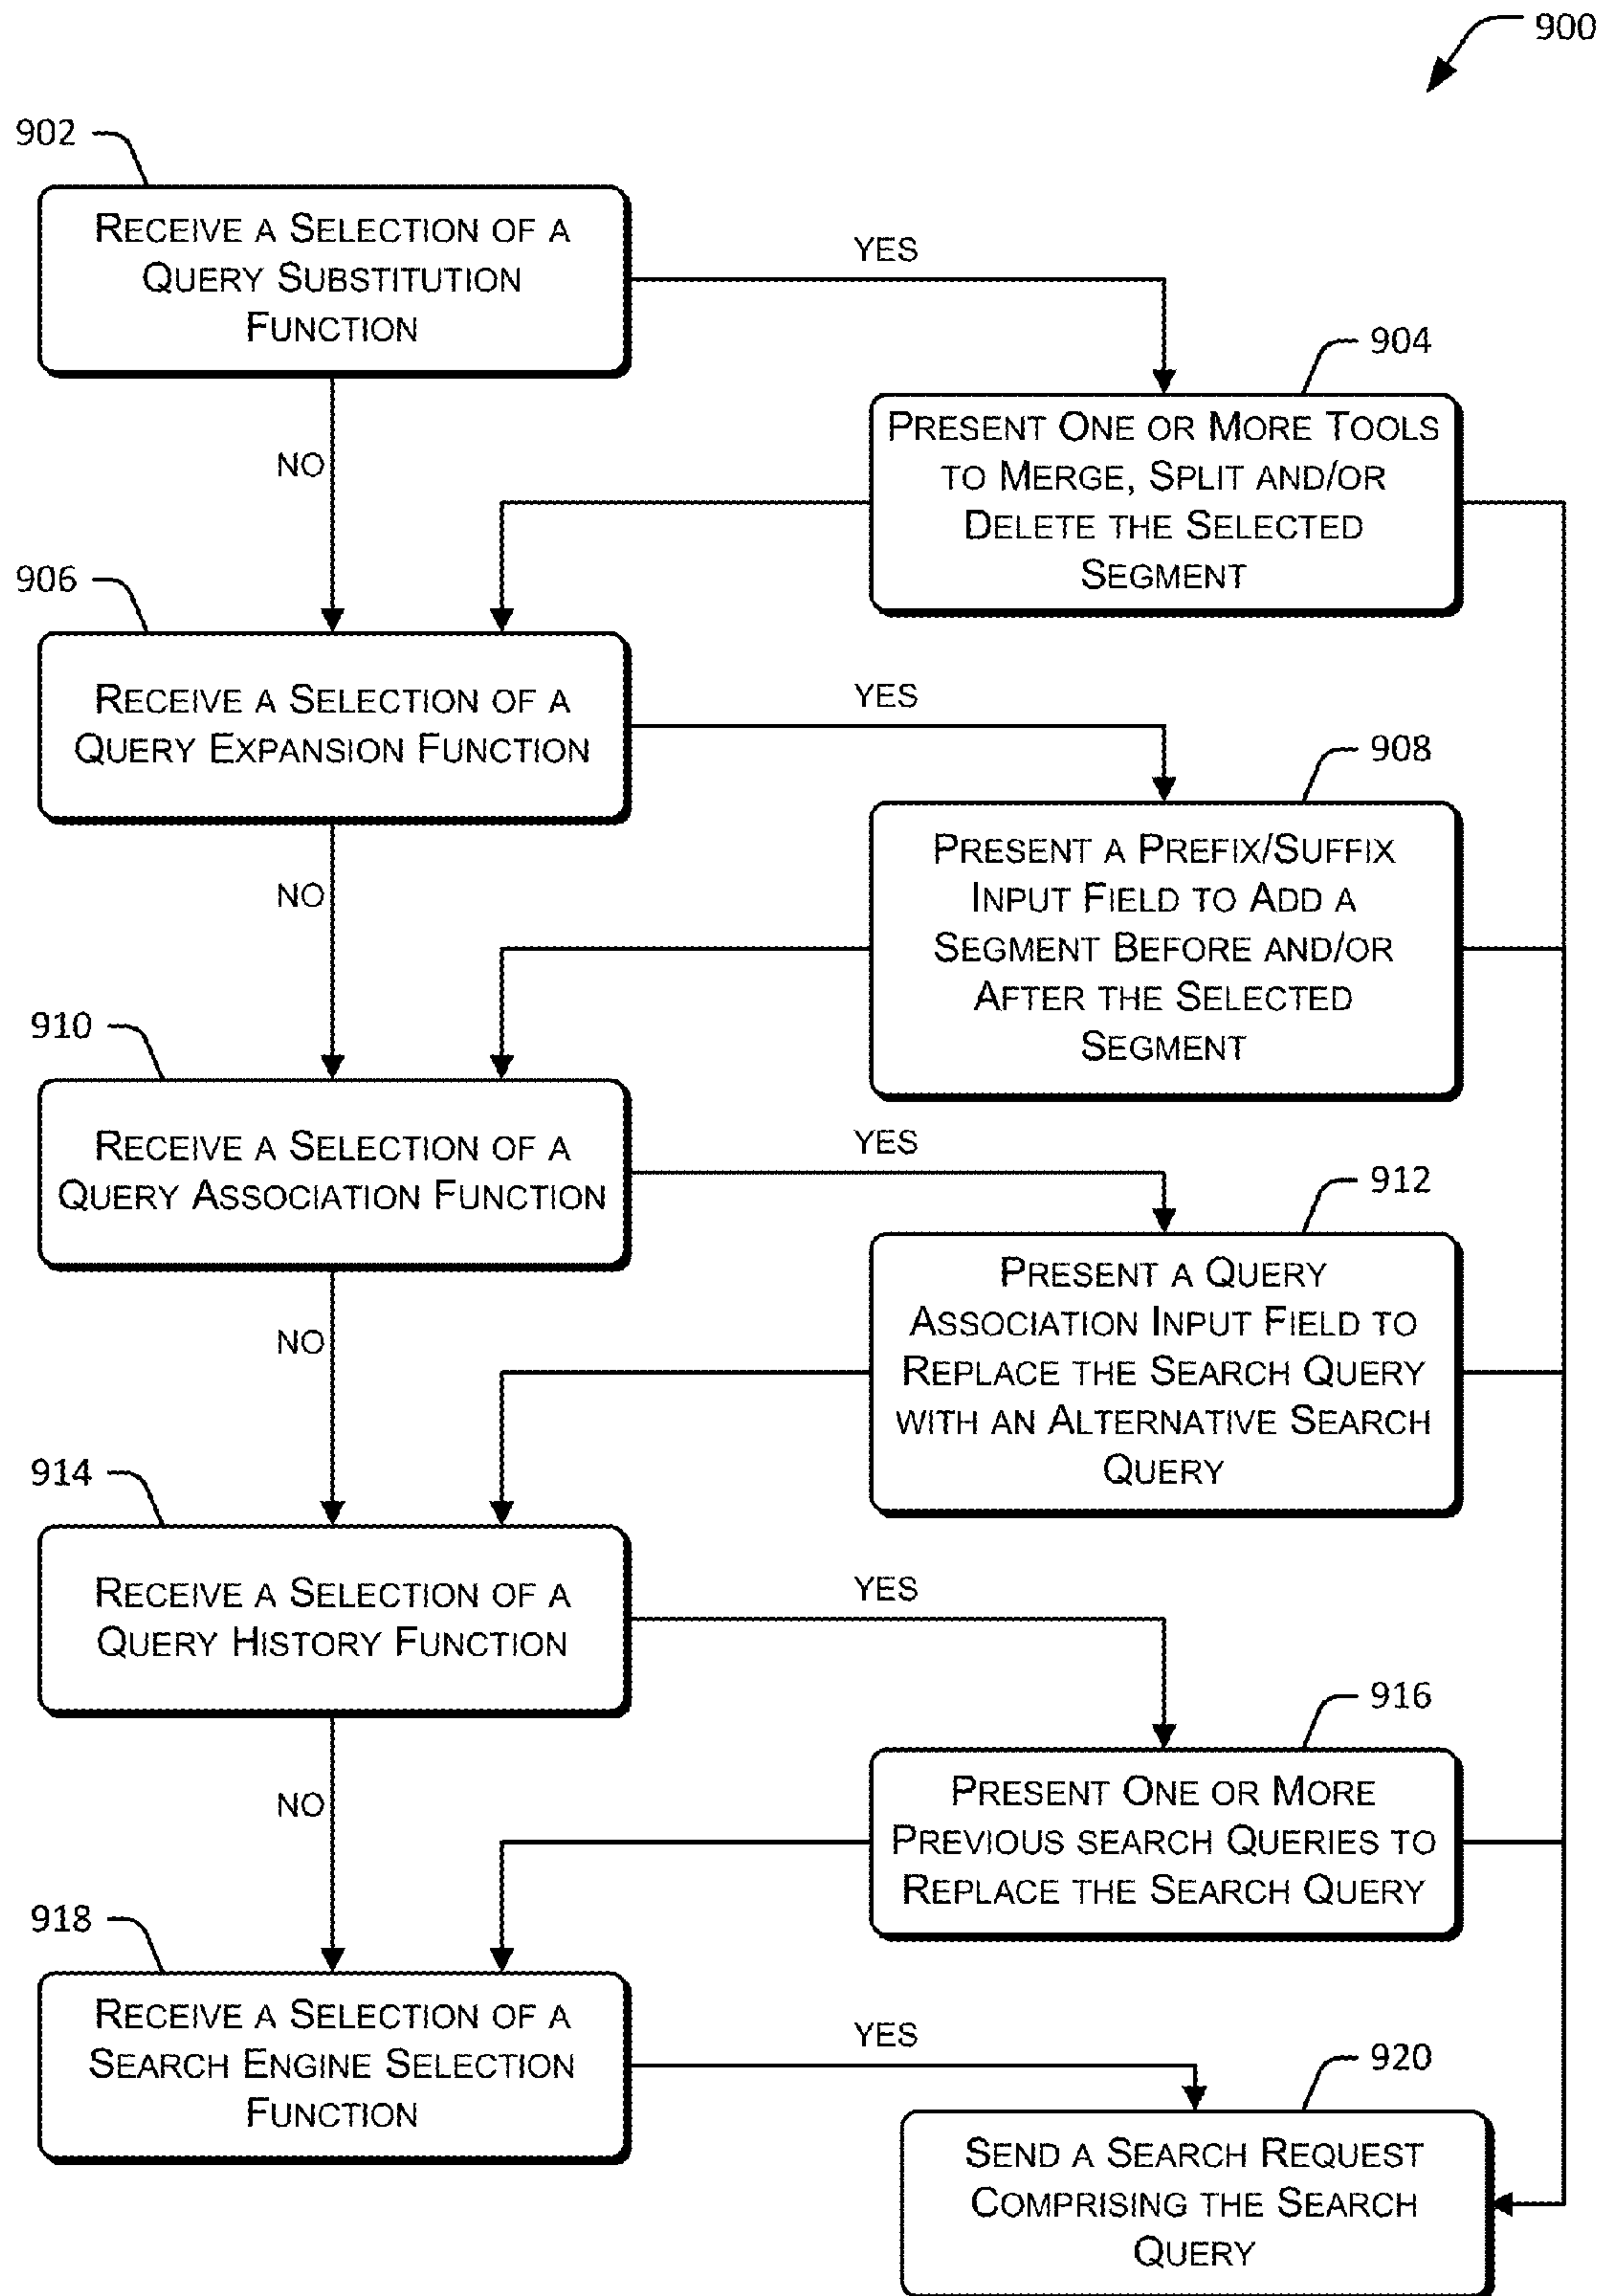 900
902
Receive a Selection of a
Query Substitution
Function
YES
904
Present One or More Tools
to Merge, Split and/or
Delete the Selected
Segment
NO
906
Receive a Selection of a
Query Expansion Function
YES
908
Present a Prefix/Suffix
Input Field to Add a
Segment Before and/or
After the Selected
Segment
NO
910
Receive a Selection of a
Query Association Function
YES
912
Present a Query
Association Input Field to
Replace the Search Query
with an Alternative Search
Query
NO
914
Receive a Selection of a
Query History Function
YES
916
Present One or More
Previous search Queries to
Replace the Search Query
NO
918
Receive a Selection of a
Search Engine Selection
Function
YES
920
Send a Search Request
Comprising the Search
Query